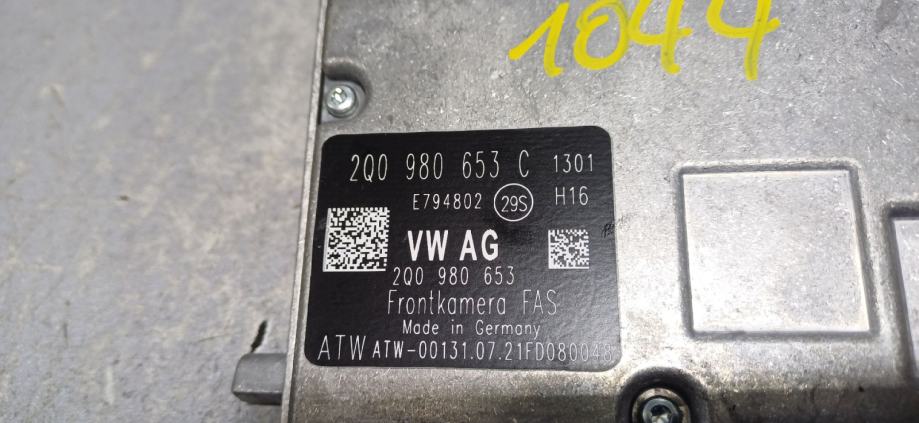 1044
2Q0 980 653 C 1301
E794802 29S H16
VW AG
2Q0 980 653
Frontkamera FAS
Made in Germany
ATW ATW-00131.07.21FD080048